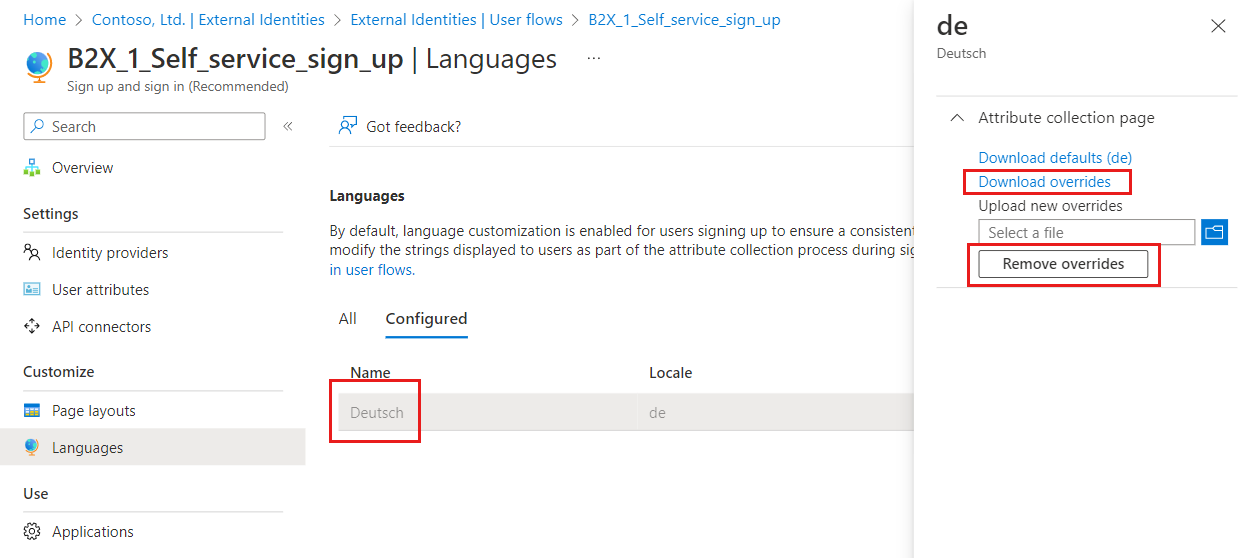 Home > Contoso, Ltd. | External Identities > External Identities | User flows > B2X_1_Self_service_sign_up
B2X_1_Self_service_sign_up | Languages ...
Sign up and sign in (Recommended)
Search
«
Overview
Settings
Identity providers
User attributes
API connectors
Customize
Page layouts
Languages
Use
Applications
Got feedback?
Languages
By default, language customization is enabled for users signing up to ensure a consistent
modify the strings displayed to users as part of the attribute collection process during
in user flows.
All Configured
Name Locale
Deutsch de
de
Deutsch
Attribute collection page
Download defaults (de)
Download overrides
Upload new overrides
Select a file
Remove overrides